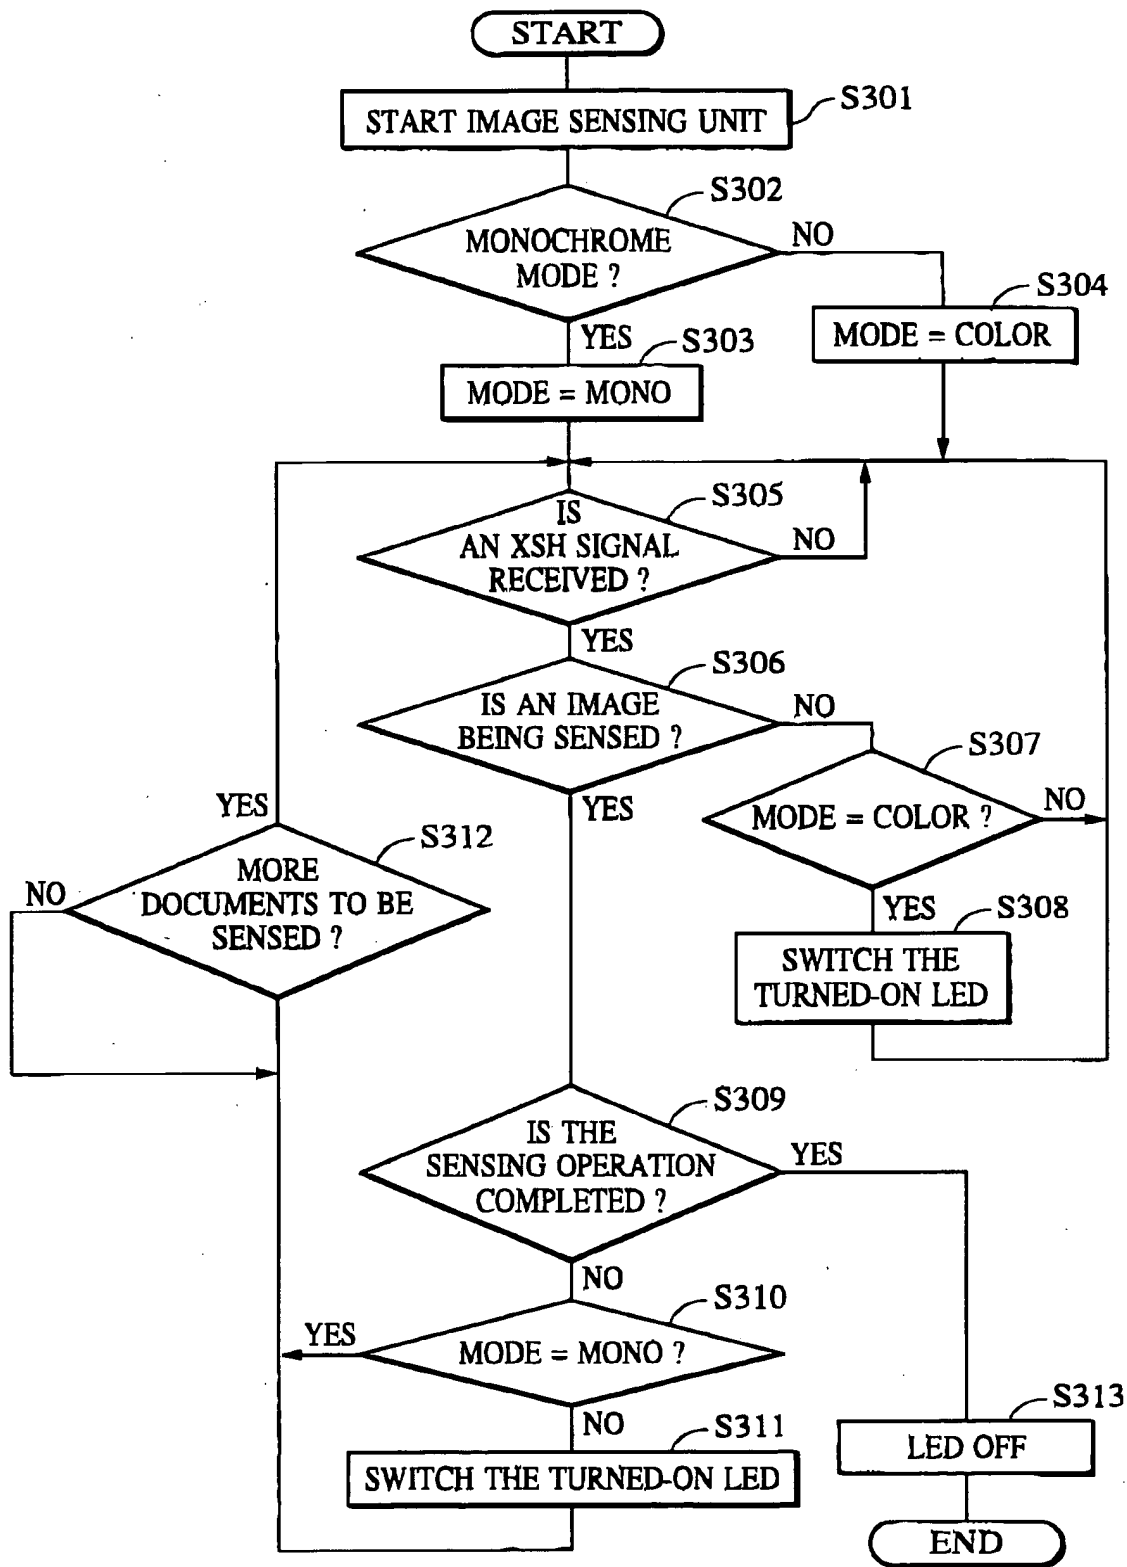 START
START IMAGE SENSING UNIT
S301
S302
MONOCHROME
MODE ?
NO
S304
MODE = COLOR
YES
S303
MODE = MONO
S305
IS
AN XSH SIGNAL
RECEIVED ?
NO
YES
S306
IS AN IMAGE
BEING SENSED ?
NO
S307
MODE = COLOR ?
NO
YES
YES
S312
MORE
DOCUMENTS TO BE
SENSED ?
NO
YES
S308
SWITCH THE
TURNED-ON LED
S309
IS THE
SENSING OPERATION
COMPLETED ?
YES
NO
S310
MODE = MONO ?
YES
NO
S311
SWITCH THE TURNED-ON LED
S313
LED OFF
END